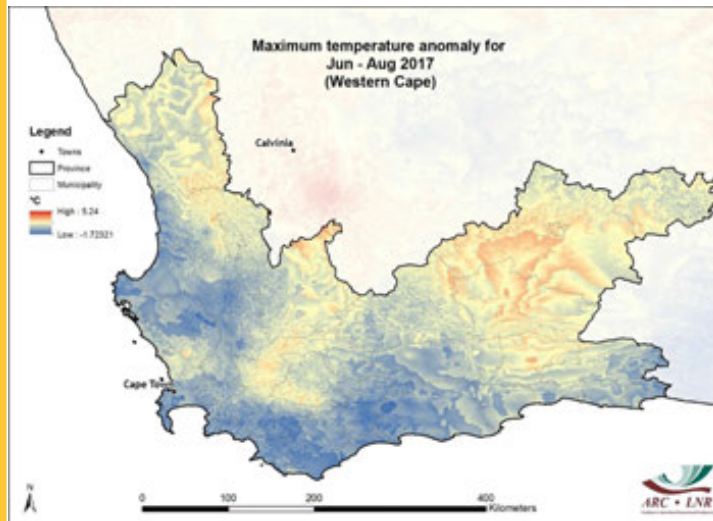 Maximum temperature anomaly for
Jun - Aug 2017
(Western Cape)
Legend
Towns
Province
Municipality
°C
High : 5.24
Low : -1.72321
Calvinia
Cape Town
N
0 100 200 400
Kilometers
ARC • LNR